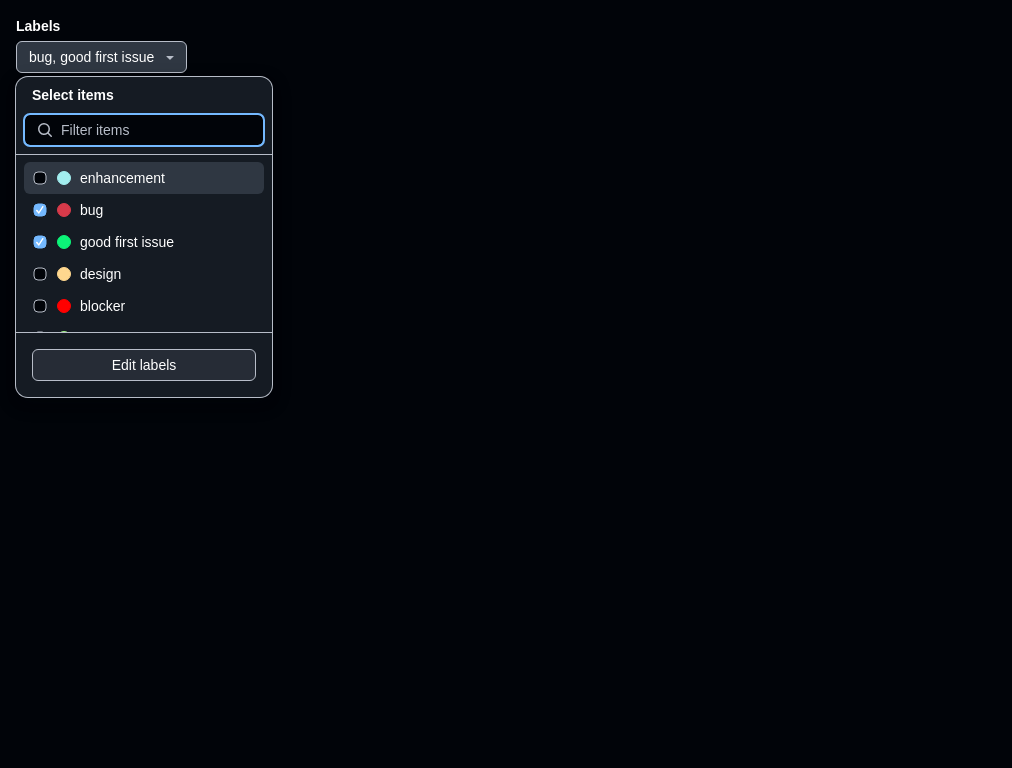 Labels
bug, good first issue
Select items
Filter items
enhancement
bug
good first issue
design
blocker
Edit labels